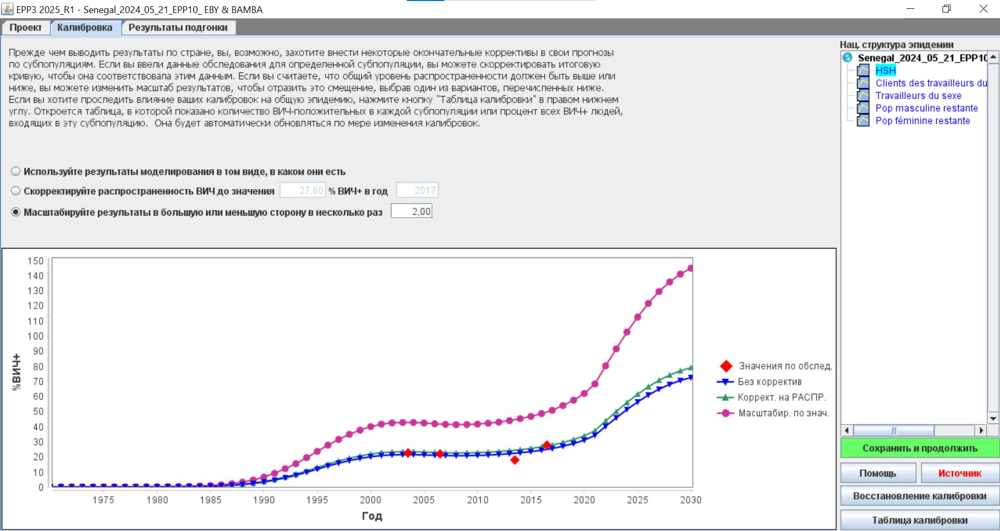 EPP3 2025_R1 - Senegal_2024_05_21_EPP10_ EBY & BAMBA
Проект
Калибровка
Результаты подгонки
Прежде чем выводить результаты по стране, вы, возможно, захотите внести некоторые окончательные коррективы в свои прогнозы
по субпопуляциям. Если вы ввели данные обследования для определенной субпопуляции, вы можете скорректировать итоговую
кривую, чтобы она соответствовала этим данным. Если вы считаете, что общий уровень распространенности должен быть выше или
ниже, вы можете изменить масштаб результатов, чтобы отразить это смещение, выбрав один из вариантов, перечисленных ниже.
Если вы хотите проследить влияние ваших калибровок на общую эпидемию, нажмите кнопку "Таблица калибровки" в правом нижнем
углу. Откроется таблица, в которой показано количество ВИЧ-положительных в каждой субпопуляции или процент всех ВИЧ+ людей,
входящих в эту субпопуляцию.  Она будет автоматически обновляться по мере изменения калибровок.
Используйте результаты моделирования в том виде, в каком они есть
Скорректируйте распространенность ВИЧ до значения 27,60 % ВИЧ+ в год 2017
Масштабируйте результаты в большую или меньшую сторону в несколько раз 2,00
150
140
130
120
110
100
90
80
70
60
50
40
30
20
10
0
%ВИЧ+
1975 1980 1985 1990 1995 2000 2005 2010 2015 2020 2025 2030
Год
Значения по обслед.
Без корректив
Коррект. на РАСПР.
Масштабир. по знач.
Нац. структура эпидемии
Senegal_2024_05_21_EPP10
HSH
Clients des travailleurs du
Travailleurs du sexe
Pop masculine restante
Pop féminine restante
Сохранить и продолжить
Помощь
Источник
Восстановление калибровки
Таблица калибровки